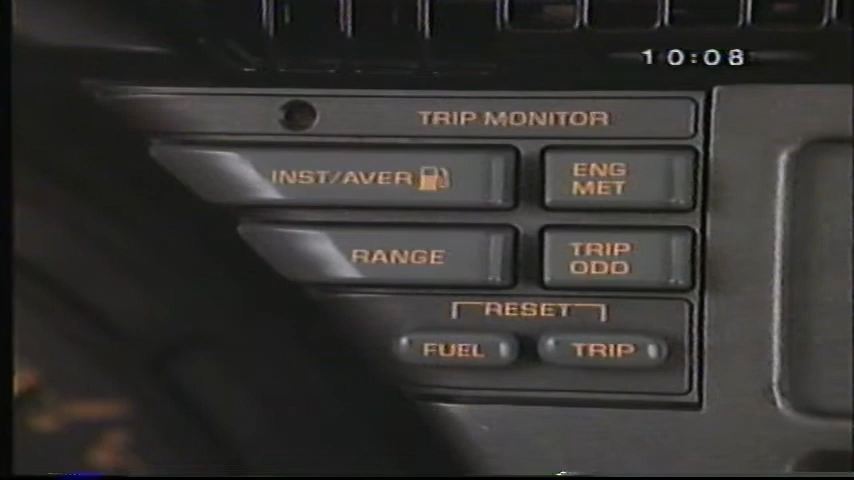 10:08
TRIP MONITOR
INST/AVER
ENG
MET
RANGE
TRIP
ODO
RESET
FUEL
TRIP